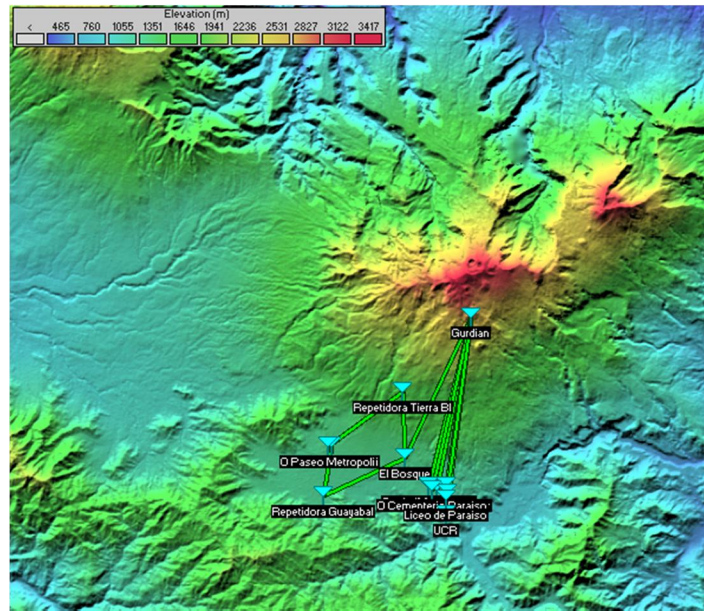 Elevation (m)
< 465 760 1055 1351 1646 1941 2236 2531 2827 3122 3417
Gurdian
Repetidora Tierra Bl
O Paseo Metropolii
El Bosque
O Cementerio Paraiso
Repetidora Guayabal
Liceo de Paraiso
UCR